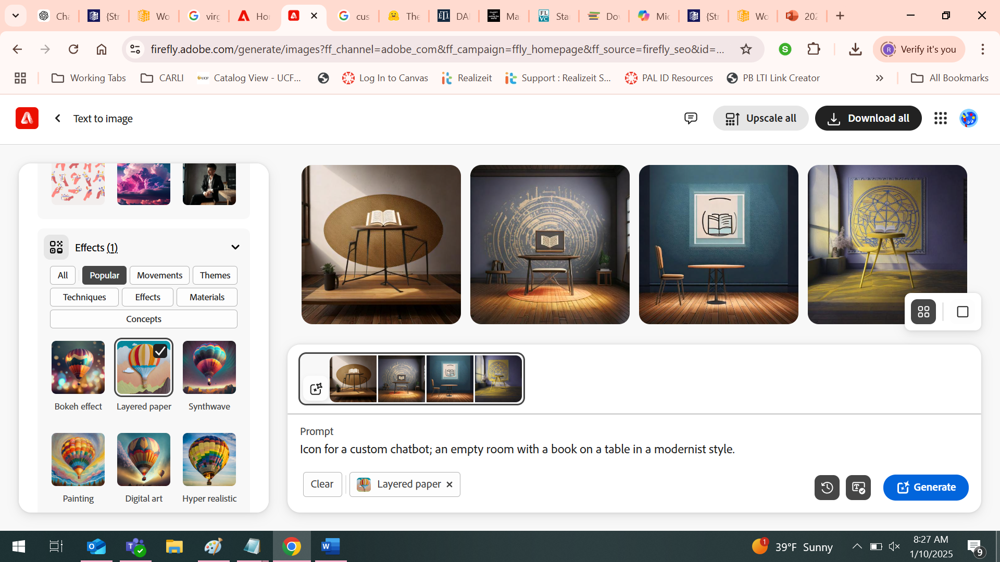 Cha
{Str
Wo
virg
Hor
cus
The
DAI
Ma
Sta
Dov
Mic
{Str
Wo
202
firefly.adobe.com/generate/images?ff_channel=adobe_com&ff_campaign=ffly_homepage&ff_source=firefly_seo&id=...
S
R
Verify it's you
Working Tabs
CARLI
Catalog View - UCF...
Log In to Canvas
Realizeit
Support : Realizeit S...
PAL ID Resources
PB LTI Link Creator
All Bookmarks
Text to image
Upscale all
Download all
Effects (1)
All
Popular
Movements
Themes
Techniques
Effects
Materials
Concepts
Bokeh effect
Layered paper
Synthwave
Painting
Digital art
Hyper realistic
Prompt
Icon for a custom chatbot; an empty room with a book on a table in a modernist style.
Clear
Layered paper
Generate
1
39°F Sunny
8:27 AM
1/10/2025
9